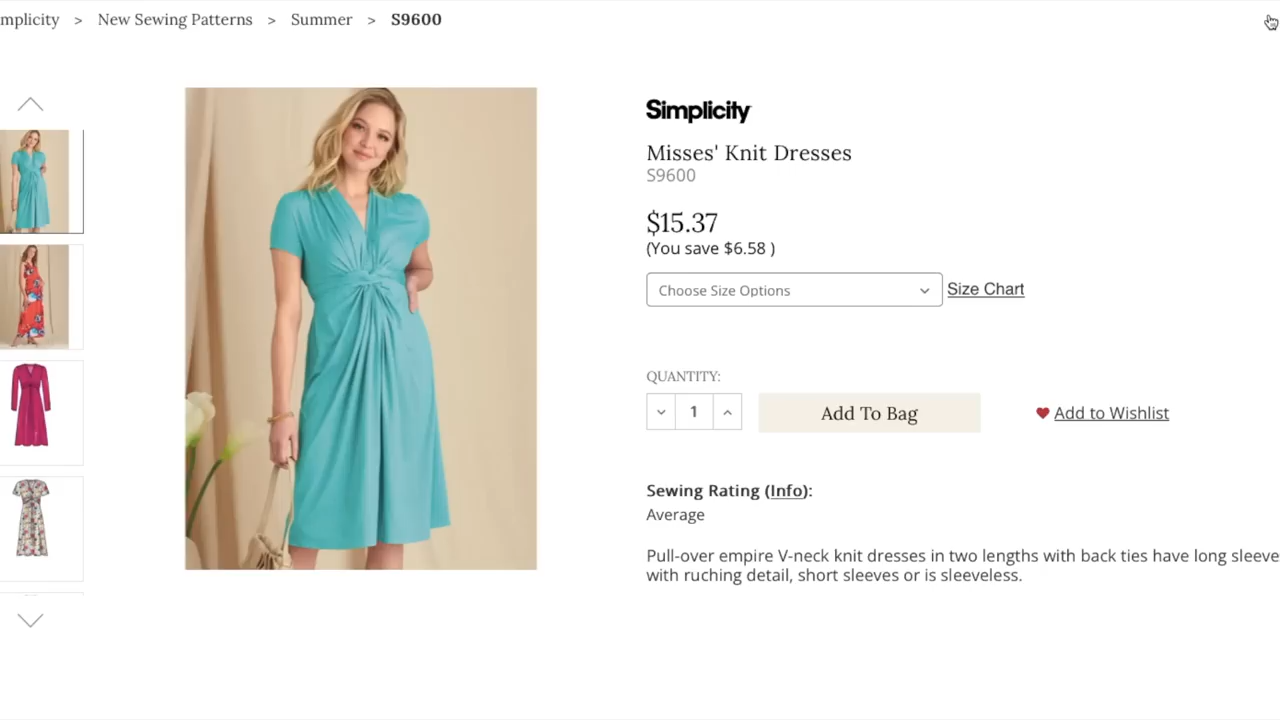 mplicity > New Sewing Patterns > Summer > S9600
Simplicity
Misses' Knit Dresses
S9600
$15.37
(You save $6.58 )
Choose Size Options
Size Chart
QUANTITY:
1
Add To Bag
Add to Wishlist
Sewing Rating (Info):
Average
Pull-over empire V-neck knit dresses in two lengths with back ties have long sleeve
with ruching detail, short sleeves or is sleeveless.